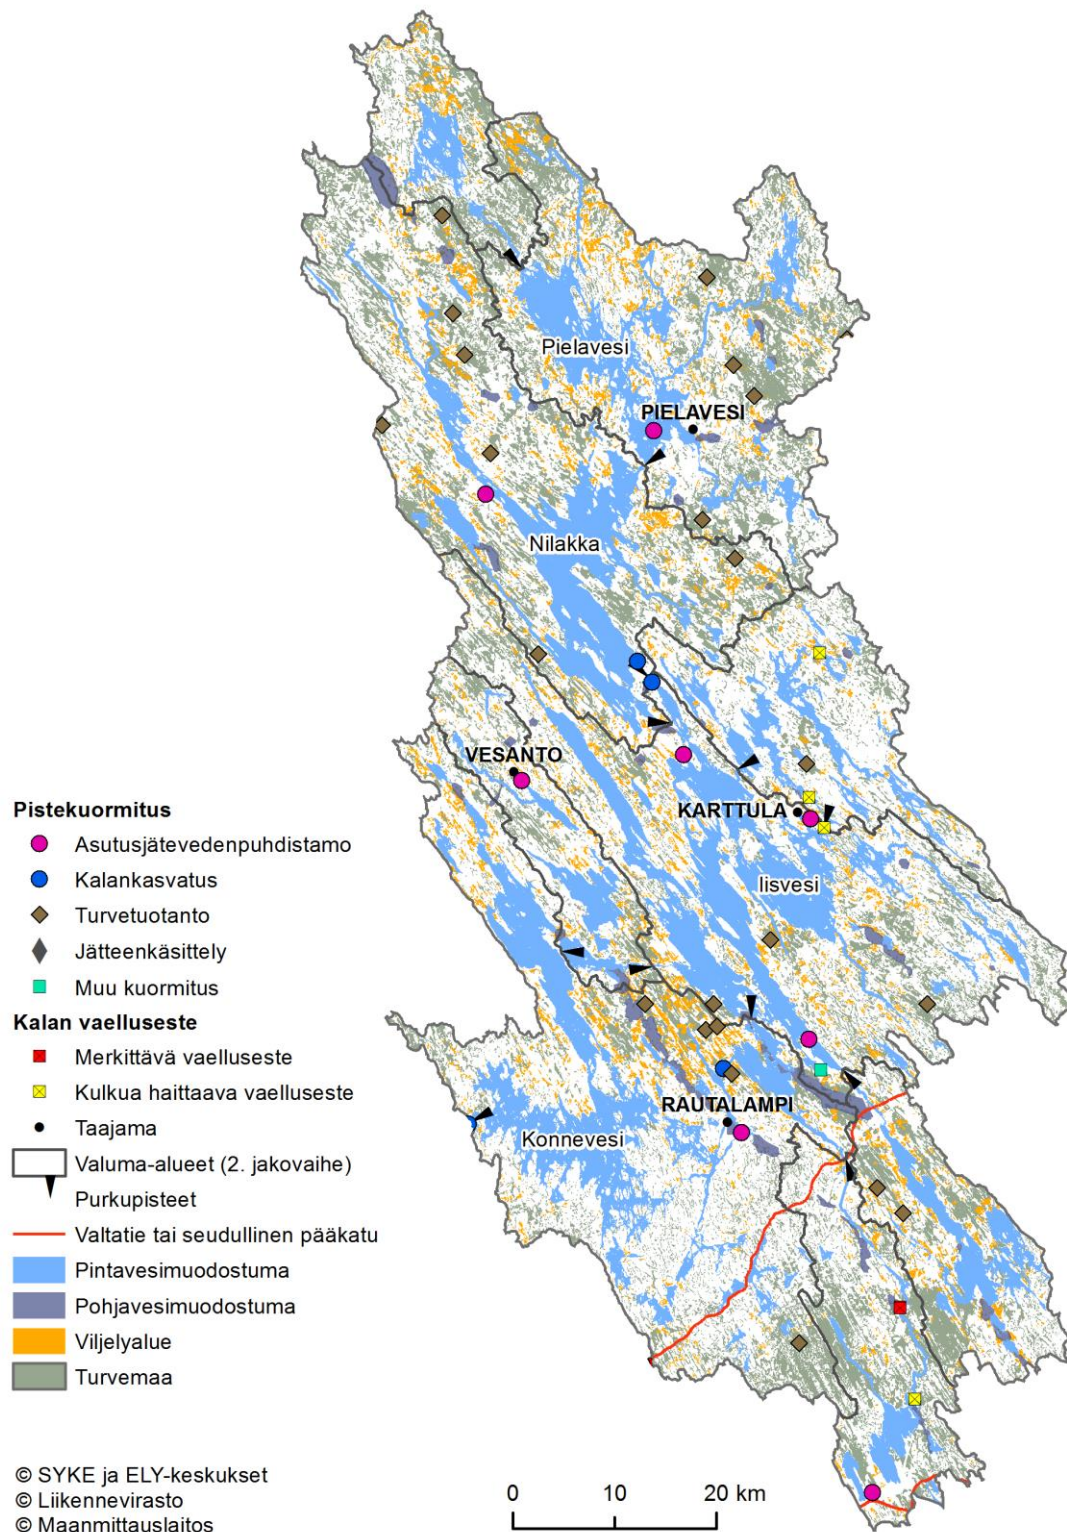 Pielavesi
PIELAVESI
Nilakka
VESANTO
KARTTULA
Iisvesi
RAUTALAMPI
Konnevesi
Pistekuormitus
Asutusjätevedenpuhdistamo
Kalankasvatus
Turvetuotanto
Jätteenkäsittely
Muu kuormitus
Kalan vaelluseste
Merkittävä vaelluseste
Kulkua haittaava vaelluseste
Taajama
Valuma-alueet (2. jakovaihe)
Purkupisteet
Valtatie tai seudullinen pääkatu
Pintavesimuodostuma
Pohjavesimuodostuma
Viljelyalue
Turvemaa
© SYKE ja ELY-keskukset
© Liikennevirasto
© Maanmittauslaitos
0 10 20 km